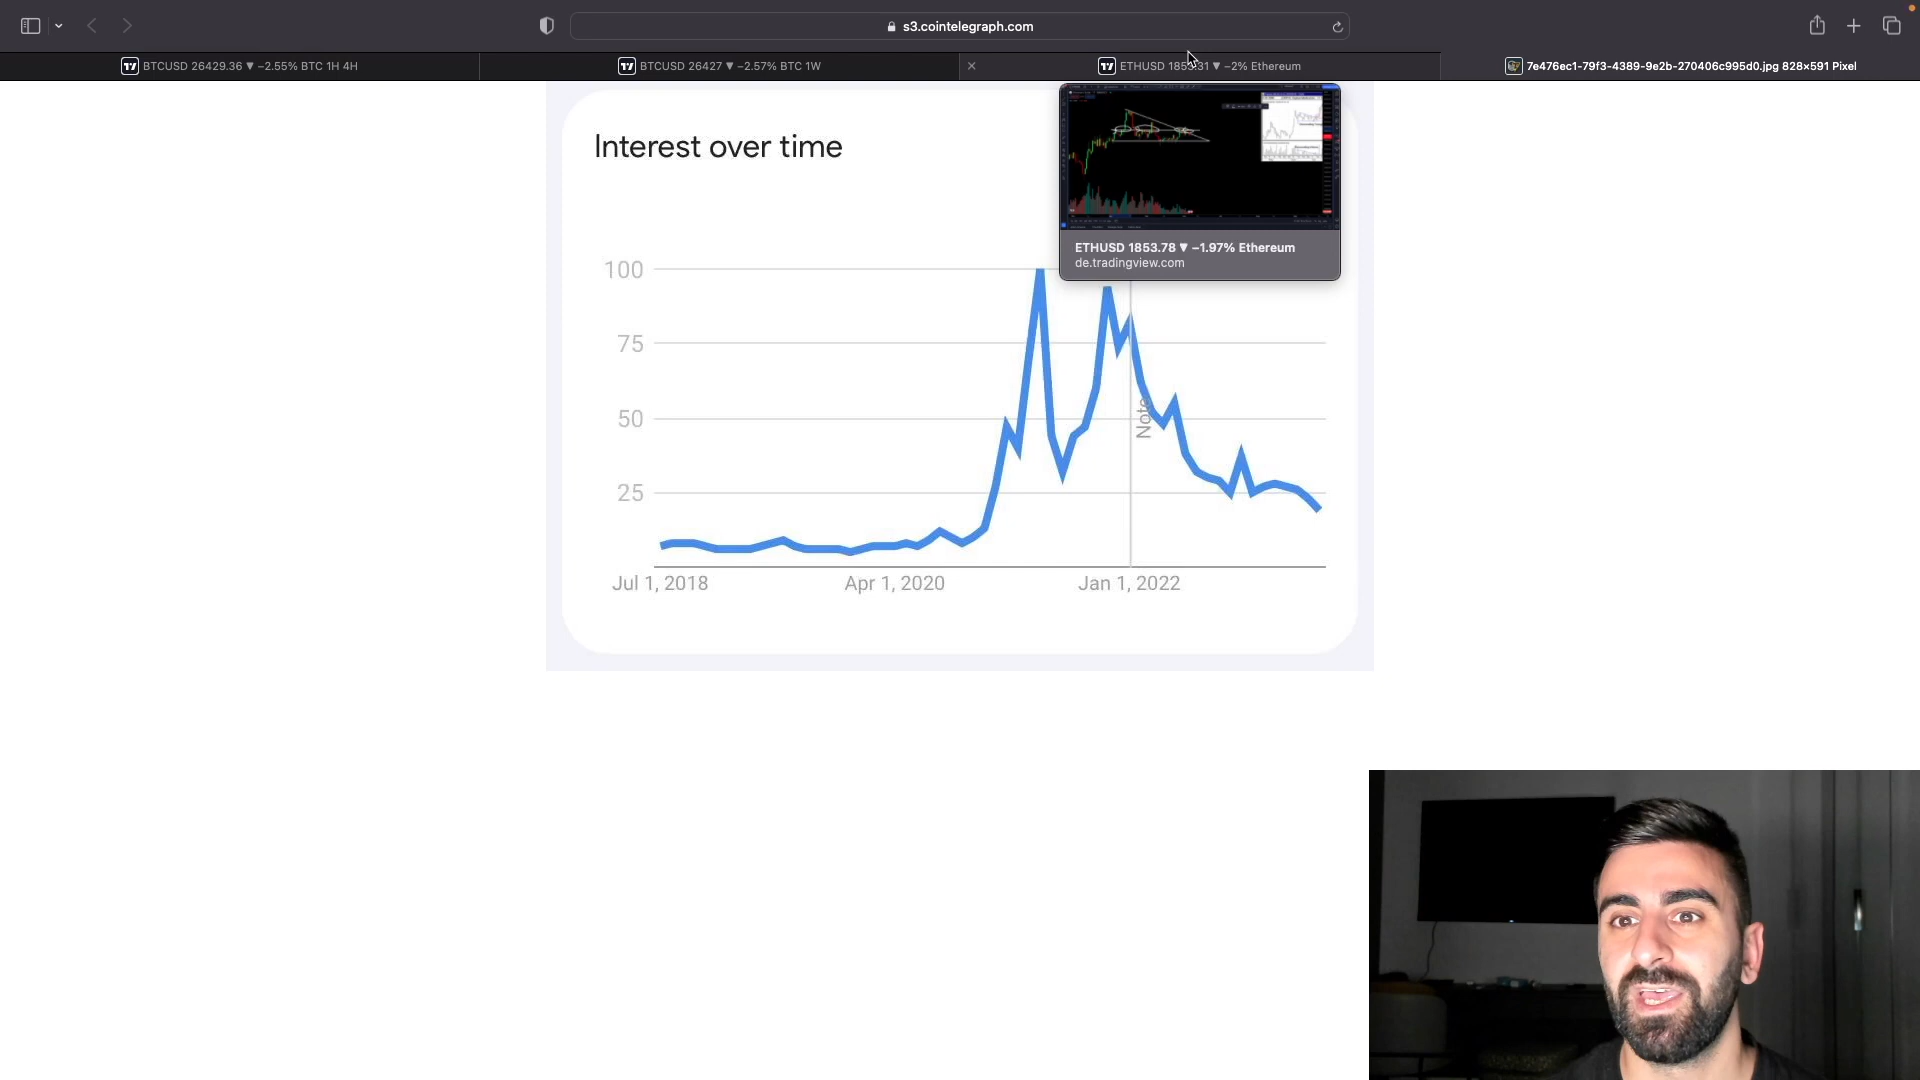 s3.cointelegraph.com
BTCUSD 26429.36 ▼ −2.55% BTC 1H 4H
BTCUSD 26427 ▼ −2.57% BTC 1W
ETHUSD 1853.31 ▼ −2% Ethereum
7e476ec1-79f3-4389-9e2b-270406c995d0.jpg 828×591 Pixel
Interest over time
ETHUSD 1853.78 ▼ −1.97% Ethereum
de.tradingview.com
100
75
50
25
Note
Jul 1, 2018
Apr 1, 2020
Jan 1, 2022